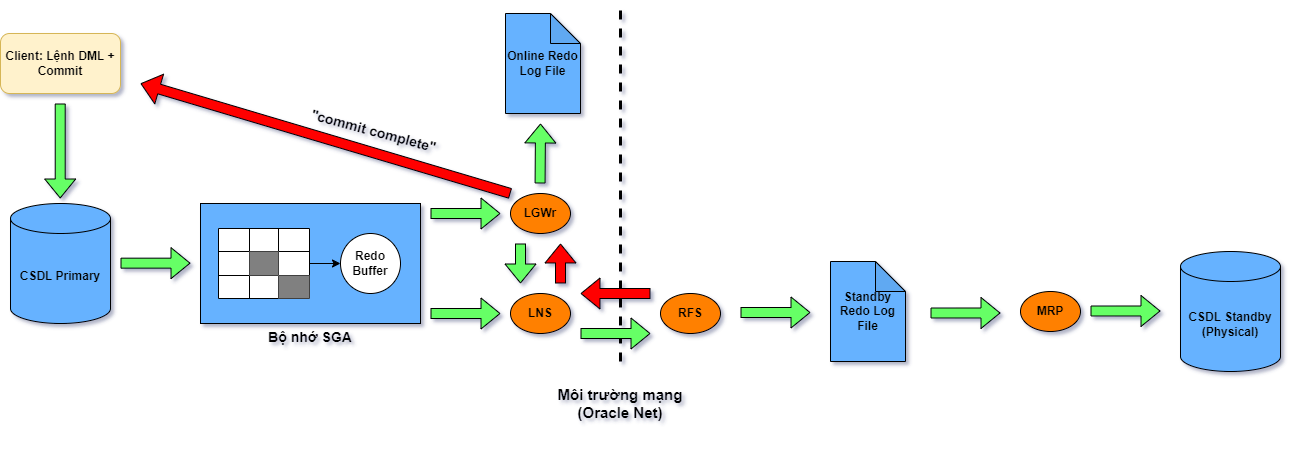 Client: Lệnh DML +
Commit
Online Redo
Log File
"commit complete"
LGWr
CSDL Primary
Redo
Buffer
Bộ nhớ SGA
LNS
RFS
Standby
Redo Log
File
MRP
CSDL Standby
(Physical)
Môi trường mạng
(Oracle Net)